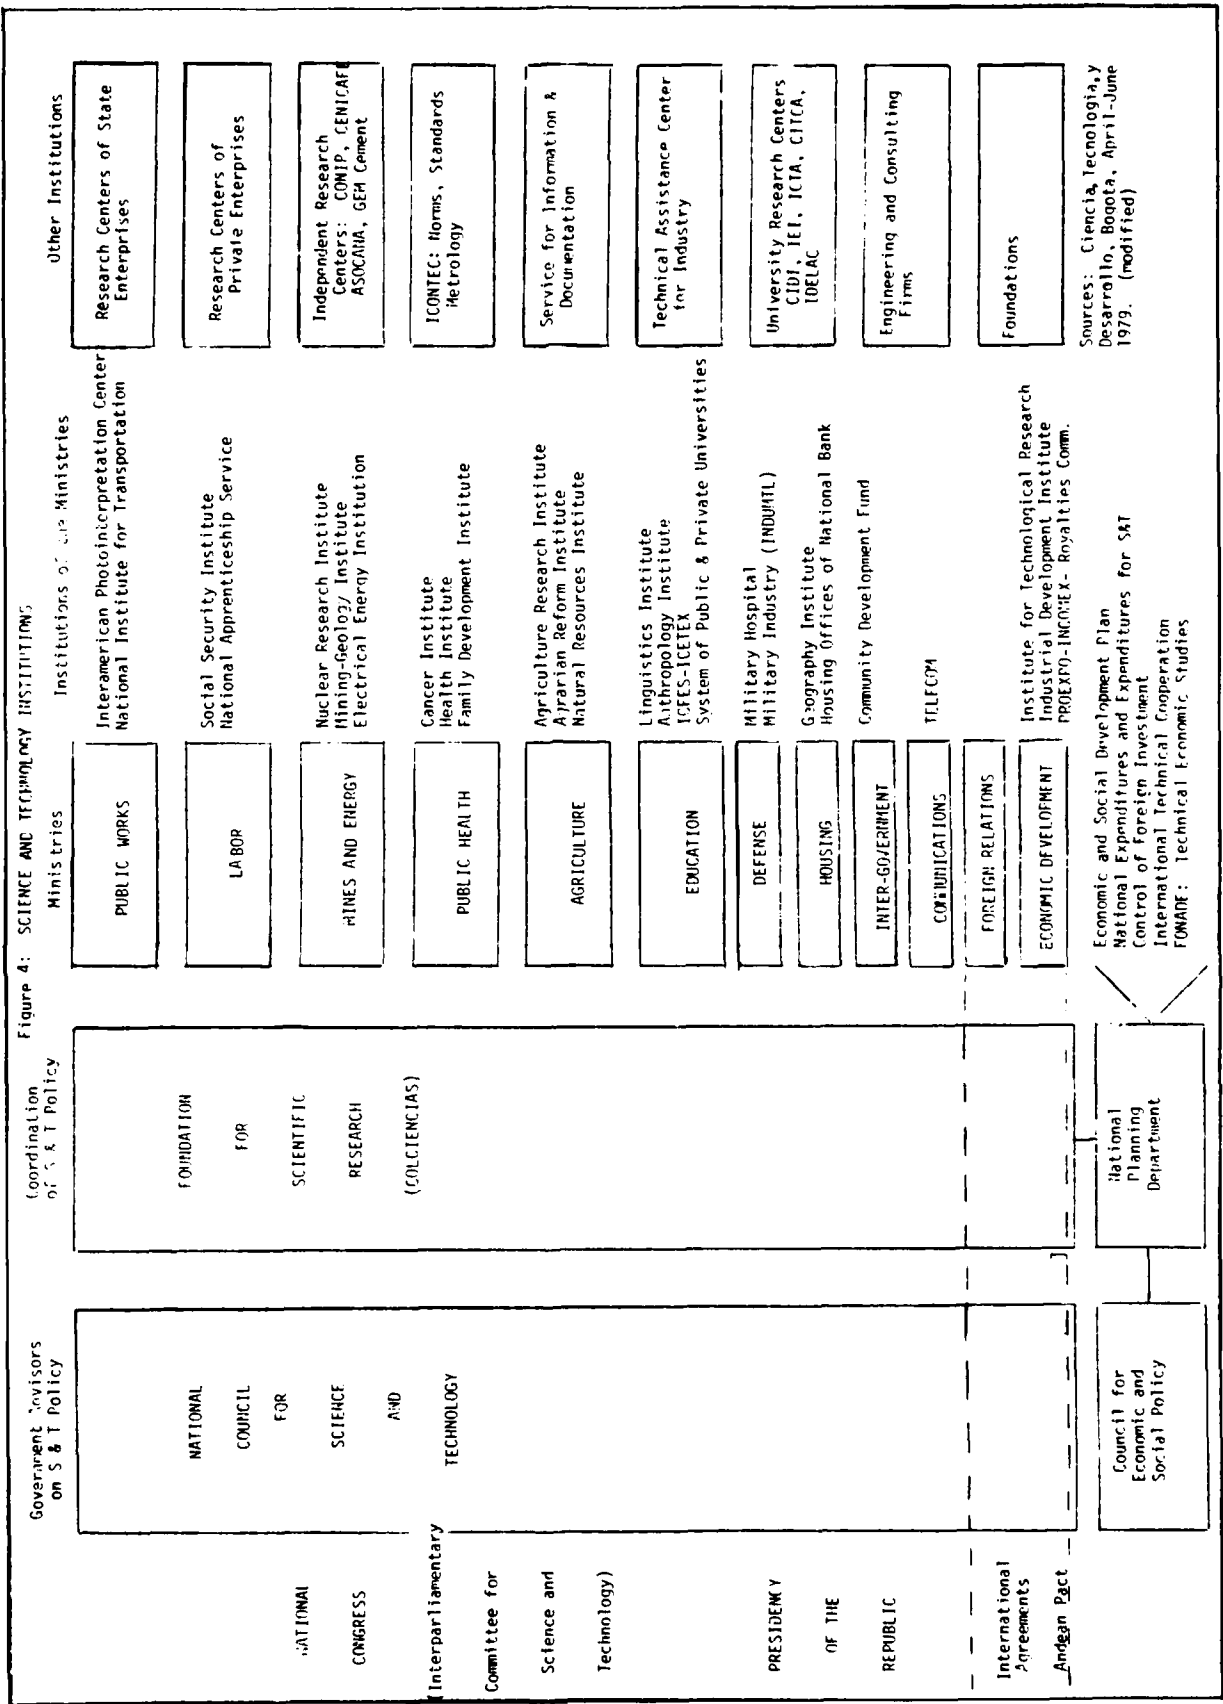 Figure 4: SCIENCE AND TECHNOLOGY INSTITUTIONS
Government
on S & T Policy
Coordination
of S & T Policy
Ministries
Institutions of the Ministries
Other Institutions
NATIONAL
CONGRESS
(Interparliamentary
Committee for
Science and
Technology)
PRESIDENCY
OF THE
REPUBLIC
International
Agreements
Andean Pact
NATIONAL
COUNCIL
FOR
SCIENCE
AND
TECHNOLOGY
Council for
Economic and
Social Policy
FOUNDATION
FOR
SCIENTIFIC
RESEARCH
(COLCIENCIAS)
National
Planning
Department
PUBLIC WORKS
LABOR
MINES AND ENERGY
PUBLIC HEALTH
AGRICULTURE
EDUCATION
DEFENSE
HOUSING
INTER-GOVERNMENT
COMMUNICATIONS
FOREIGN RELATIONS
ECONOMIC DEVELOPMENT
Economic and Social Development Plan
National Expenditures and Expenditures for S&T
Control of Foreign Investment
International Technical Cooperation
FONADE: Technical Economic Studies
Interamerican Photointerpretation Center
National Institute for Transportation
Social Security Institute
National Apprenticeship Service
Nuclear Research Institute
Mining-Geology Institute
Electrical Energy Institution
Cancer Institute
Health Institute
Family Development Institute
Agriculture Research Institute
Agrarian Reform Institute
Natural Resources Institute
Linguistics Institute
Anthropology Institute
ICFES-ICETEX
System of Public & Private Universities
Military Hospital
Military Industry (INDUMTL)
Geography Institute
Housing Offices of National Bank
Community Development Fund
TELECOM
Institute for Technological Research
Industrial Development Institute
PROEXPO-INCOMEX- Royalties Comm.
Research Centers of State
Enterprises
Research Centers of
Private Enterprises
Independent Research
Centers: CONIP, CENICAFE
ASOCANA, GEM Cement
ICONTEC: Norms, Standards
Metrology
Service for Information &
Documentation
Technical Assistance Center
for Industry
University Research Centers
CIDI, IEI, ICTA, CITCA,
IDELAC
Engineering and Consulting
Firms
Foundations
Sources: Ciencia, Tecnologia, y
Desarrollo, Bogota, April-June
1979. (modified)